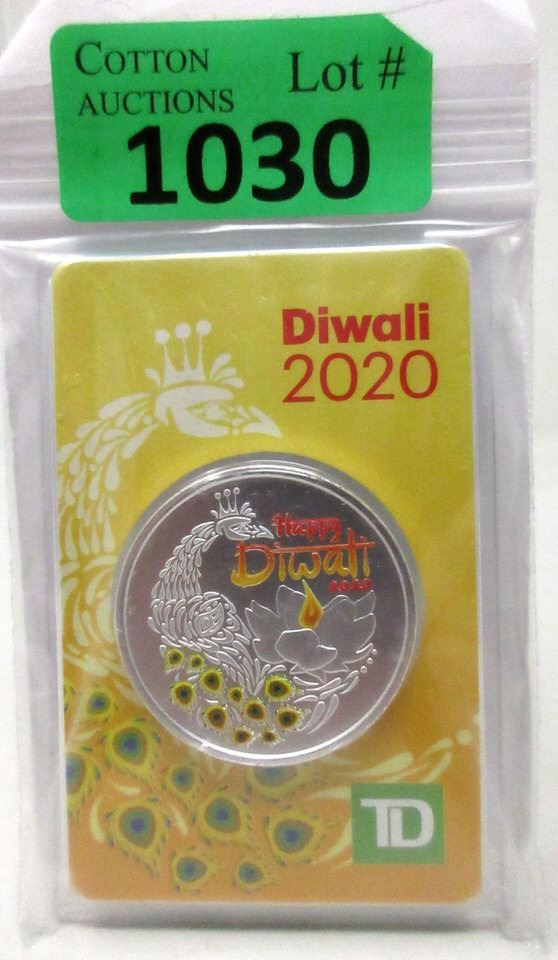 COTTON
AUCTIONS
Lot #
1030
Diwali
2020
Happy
Diwali
2020
TD